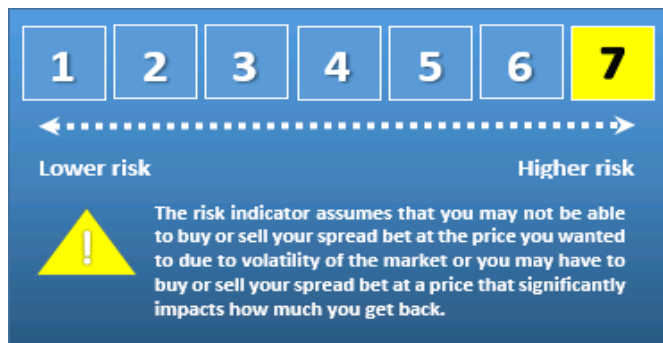 1 2 3 4 5 6 7
Lower risk Higher risk
! The risk indicator assumes that you may not be able
to buy or sell your spread bet at the price you wanted
to due to volatility of the market or you may have to
buy or sell your spread bet at a price that significantly
impacts how much you get back.